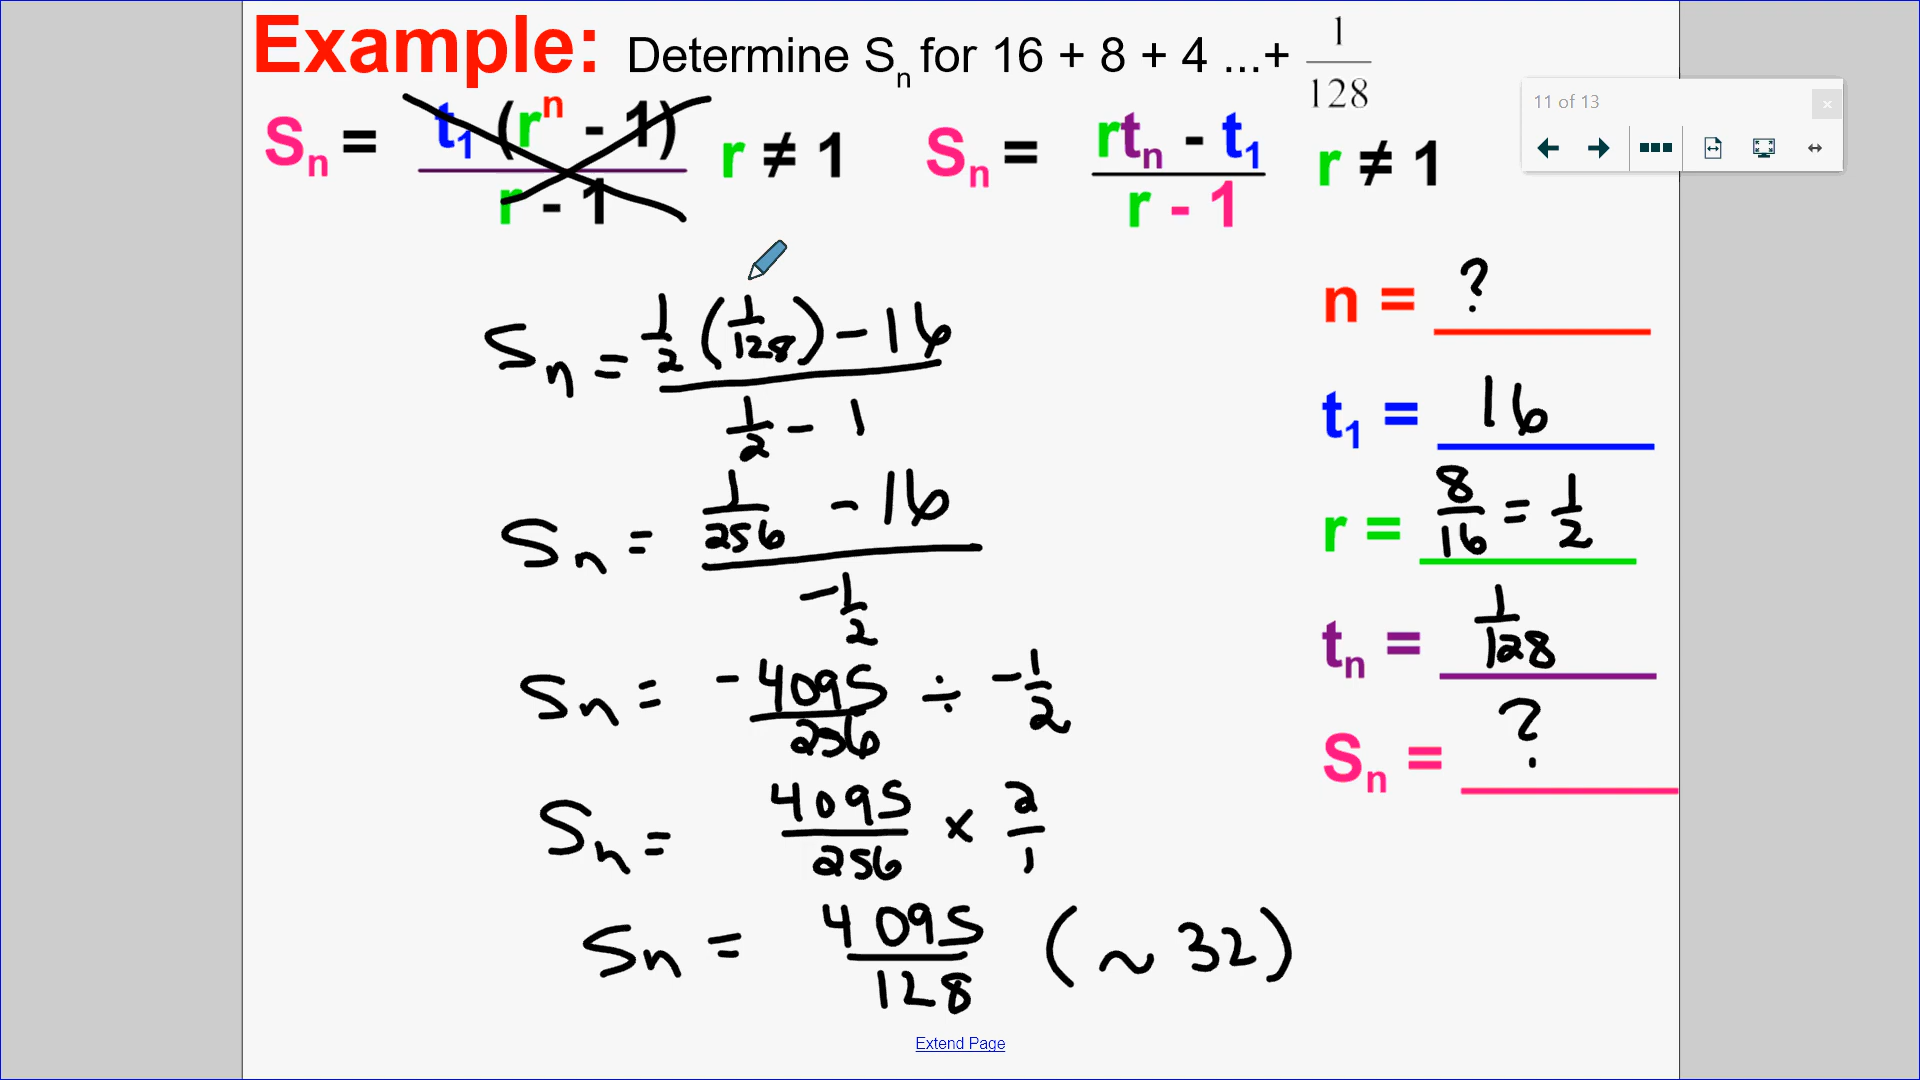 Example: Determine Sn for 16 + 8 + 4 ...+ 1/128
Sn = t1 (rn - 1) / r - 1 r ≠ 1 Sn = rtn - t1 / r - 1 r ≠ 1
11 of 13
n = ?
Sn = 1/2 (1/128) - 16 / 1/2 - 1
t1 = 16
r = 8/16 = 1/2
Sn = 1/256 - 16 / -1/2
tn = 1/128
Sn = -4095/256 ÷ -1/2
Sn = ?
Sn = 4095/256 x 2/1
Sn = 4095/128 (~ 32)
Extend Page